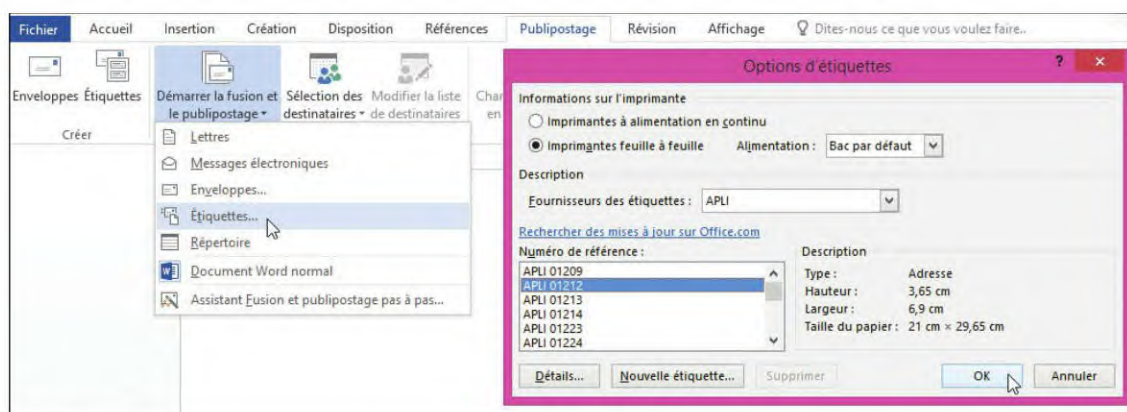 Fichier Accueil Insertion Création Disposition Références Publipostage Révision Affichage Dites-nous ce que vous voulez faire..
Enveloppes Étiquettes
Créer
Démarrer la fusion et le publipostage
Sélection des destinataires
Modifier la liste de destinataires
Char
en
Lettres
Messages électroniques
Enveloppes...
Étiquettes...
Répertoire
Document Word normal
Assistant Fusion et publipostage pas à pas...
Options d'étiquettes ? ×
Informations sur l'imprimante
Imprimantes à alimentation en continu
Imprimantes feuille à feuille Alimentation : Bac par défaut
Description
Fournisseurs des étiquettes : APLI
Rechercher des mises à jour sur Office.com
Numéro de référence :
APLI 01209
APLI 01212
APLI 01213
APLI 01214
APLI 01223
APLI 01224
Description
Type : Adresse
Hauteur : 3,65 cm
Largeur : 6,9 cm
Taille du papier : 21 cm × 29,65 cm
Détails... Nouvelle étiquette... Supprimer OK Annuler